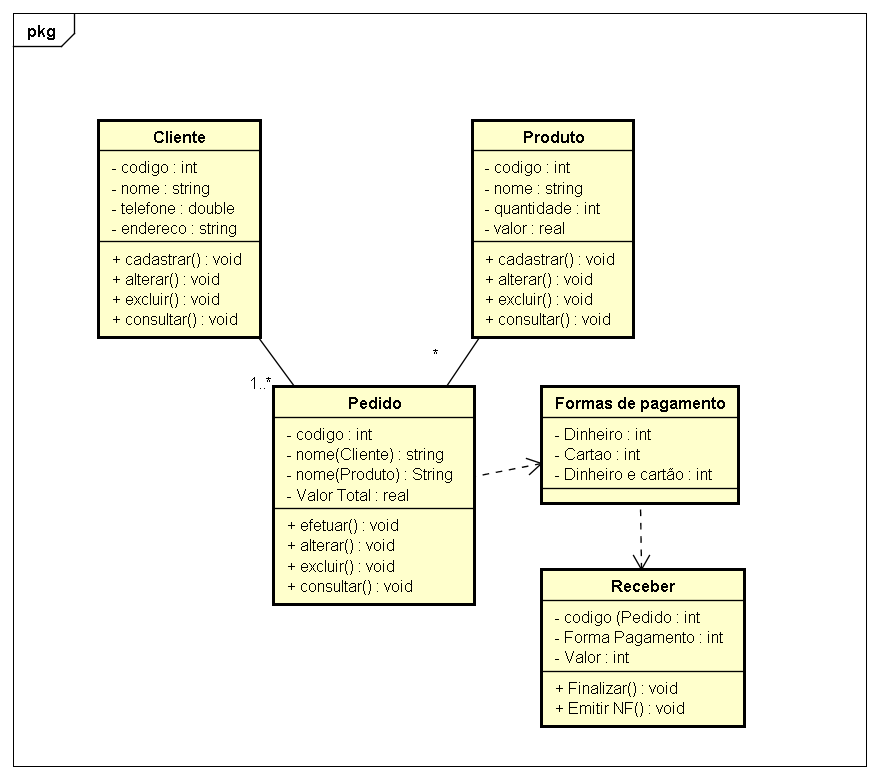 pkg
Cliente
- codigo : int
- nome : string
- telefone : double
- endereco : string
+ cadastrar() : void
+ alterar() : void
+ excluir() : void
+ consultar() : void
Produto
- codigo : int
- nome : string
- quantidade : int
- valor : real
+ cadastrar() : void
+ alterar() : void
+ excluir() : void
+ consultar() : void
1..*
*
Pedido
- codigo : int
- nome(Cliente) : string
- nome(Produto) : String
- Valor Total : real
+ efetuar() : void
+ alterar() : void
+ excluir() : void
+ consultar() : void
Formas de pagamento
- Dinheiro : int
- Cartao : int
- Dinheiro e cartão : int
Receber
- codigo (Pedido : int
- Forma Pagamento : int
- Valor : int
+ Finalizar() : void
+ Emitir NF() : void